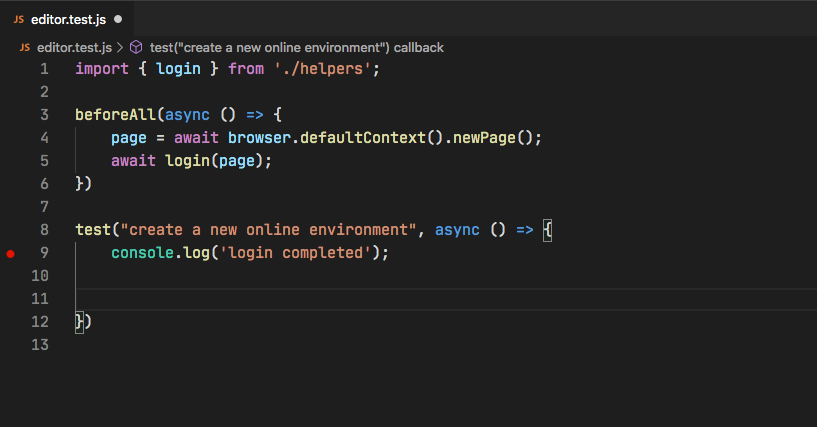 JS editor.test.js
JS editor.test.js > test("create a new online environment") callback
1 import { login } from './helpers';
2
3 beforeAll(async () => {
4 page = await browser.defaultContext().newPage();
5 await login(page);
6 })
7
8 test("create a new online environment", async () => {
9 console.log('login completed');
10
11
12 })
13